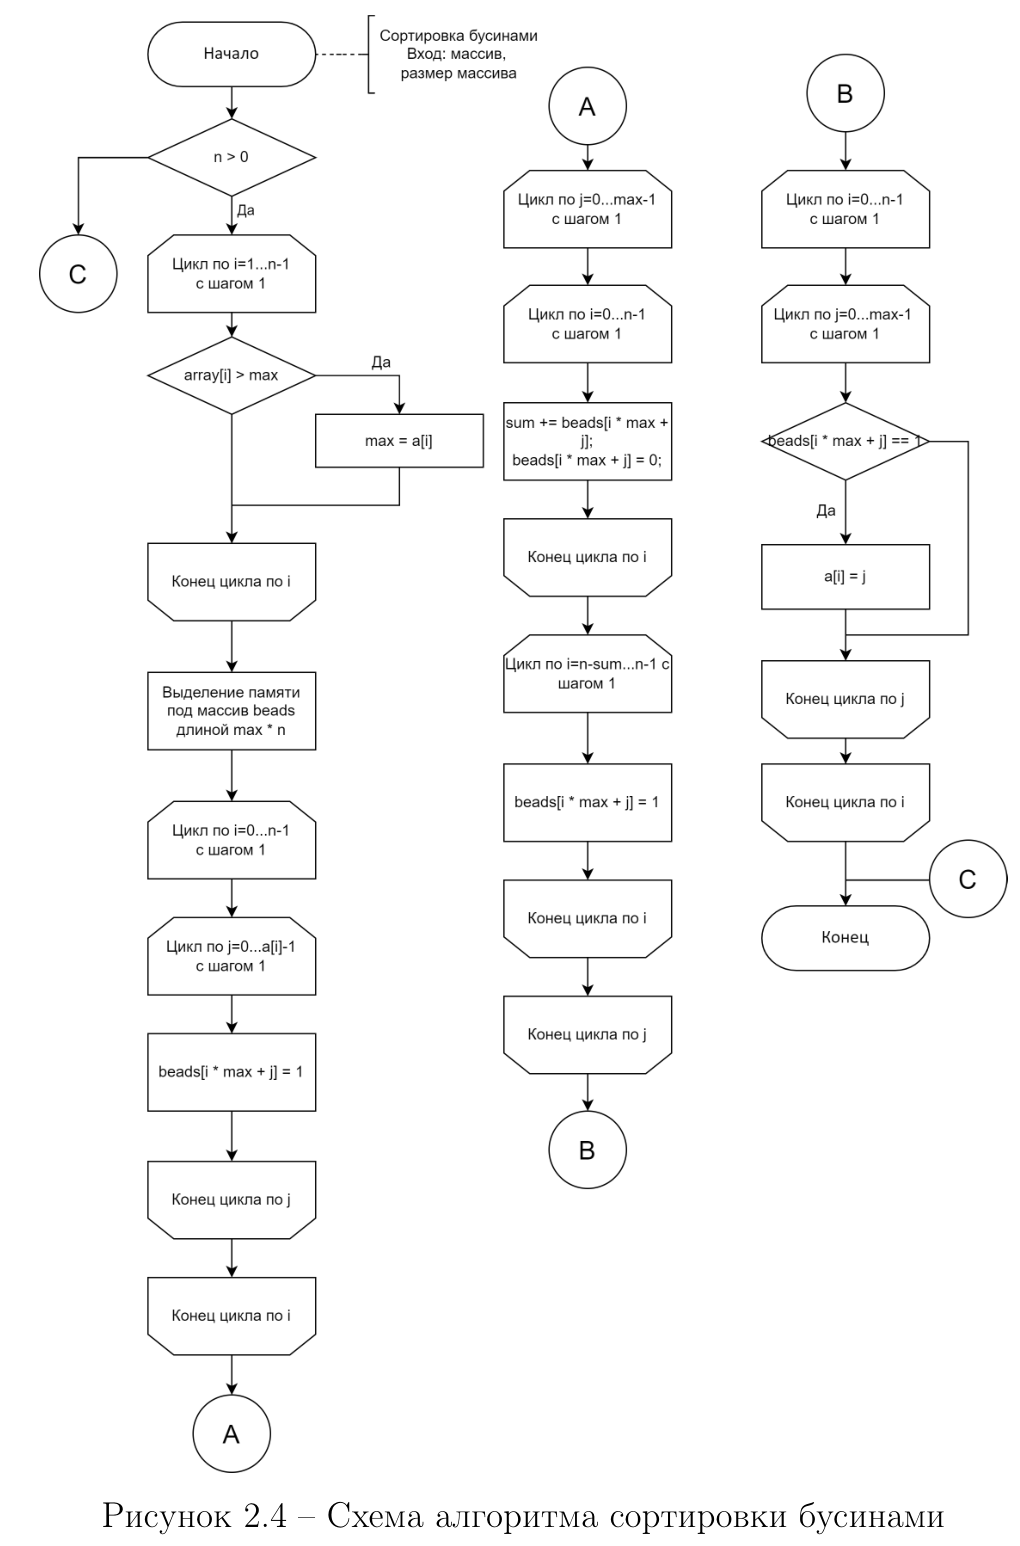 Начало
Сортировка бусинами
Вход: массив,
размер массива
n > 0
Да
C
Цикл по i=1...n-1
с шагом 1
array[i] > max
Да
max = a[i]
Конец цикла по i
Выделение памяти
под массив beads
длиной max * n
Цикл по i=0...n-1
с шагом 1
Цикл по j=0...a[i]-1
с шагом 1
beads[i * max + j] = 1
Конец цикла по j
Конец цикла по i
A
A
Цикл по j=0...max-1
с шагом 1
Цикл по i=0...n-1
с шагом 1
sum += beads[i * max +
j];
beads[i * max + j] = 0;
Конец цикла по i
Цикл по i=n-sum...n-1 с
шагом 1
beads[i * max + j] = 1
Конец цикла по i
Конец цикла по j
B
B
Цикл по i=0...n-1
с шагом 1
Цикл по j=0...max-1
с шагом 1
beads[i * max + j] == 1
Да
a[i] = j
Конец цикла по j
Конец цикла по i
C
Конец
Рисунок 2.4 – Схема алгоритма сортировки бусинами